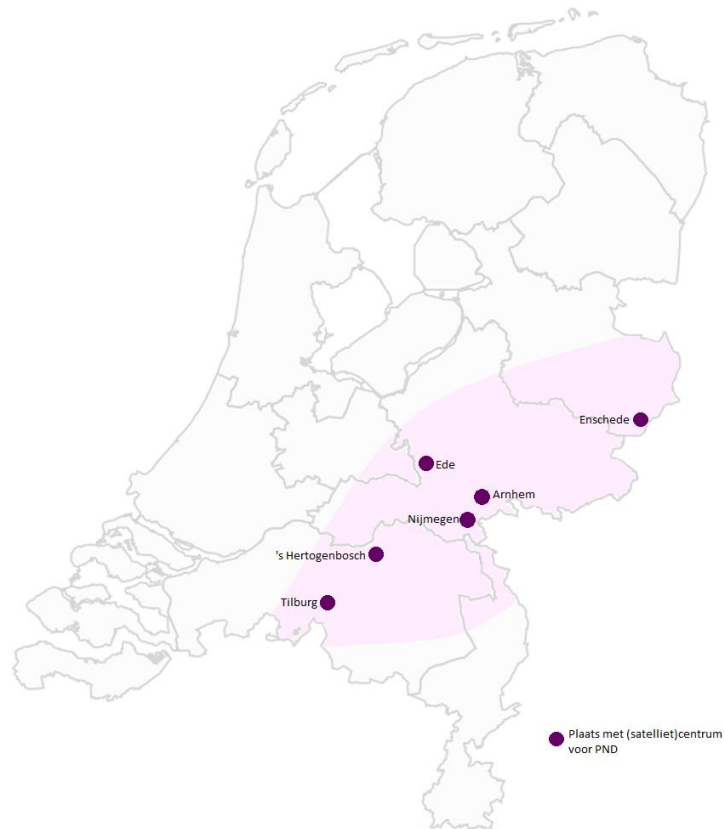 Enschede
Ede
Arnhem
Nijmegen
's Hertogenbosch
Tilburg
Plaats met (satelliet)centrum
voor PND